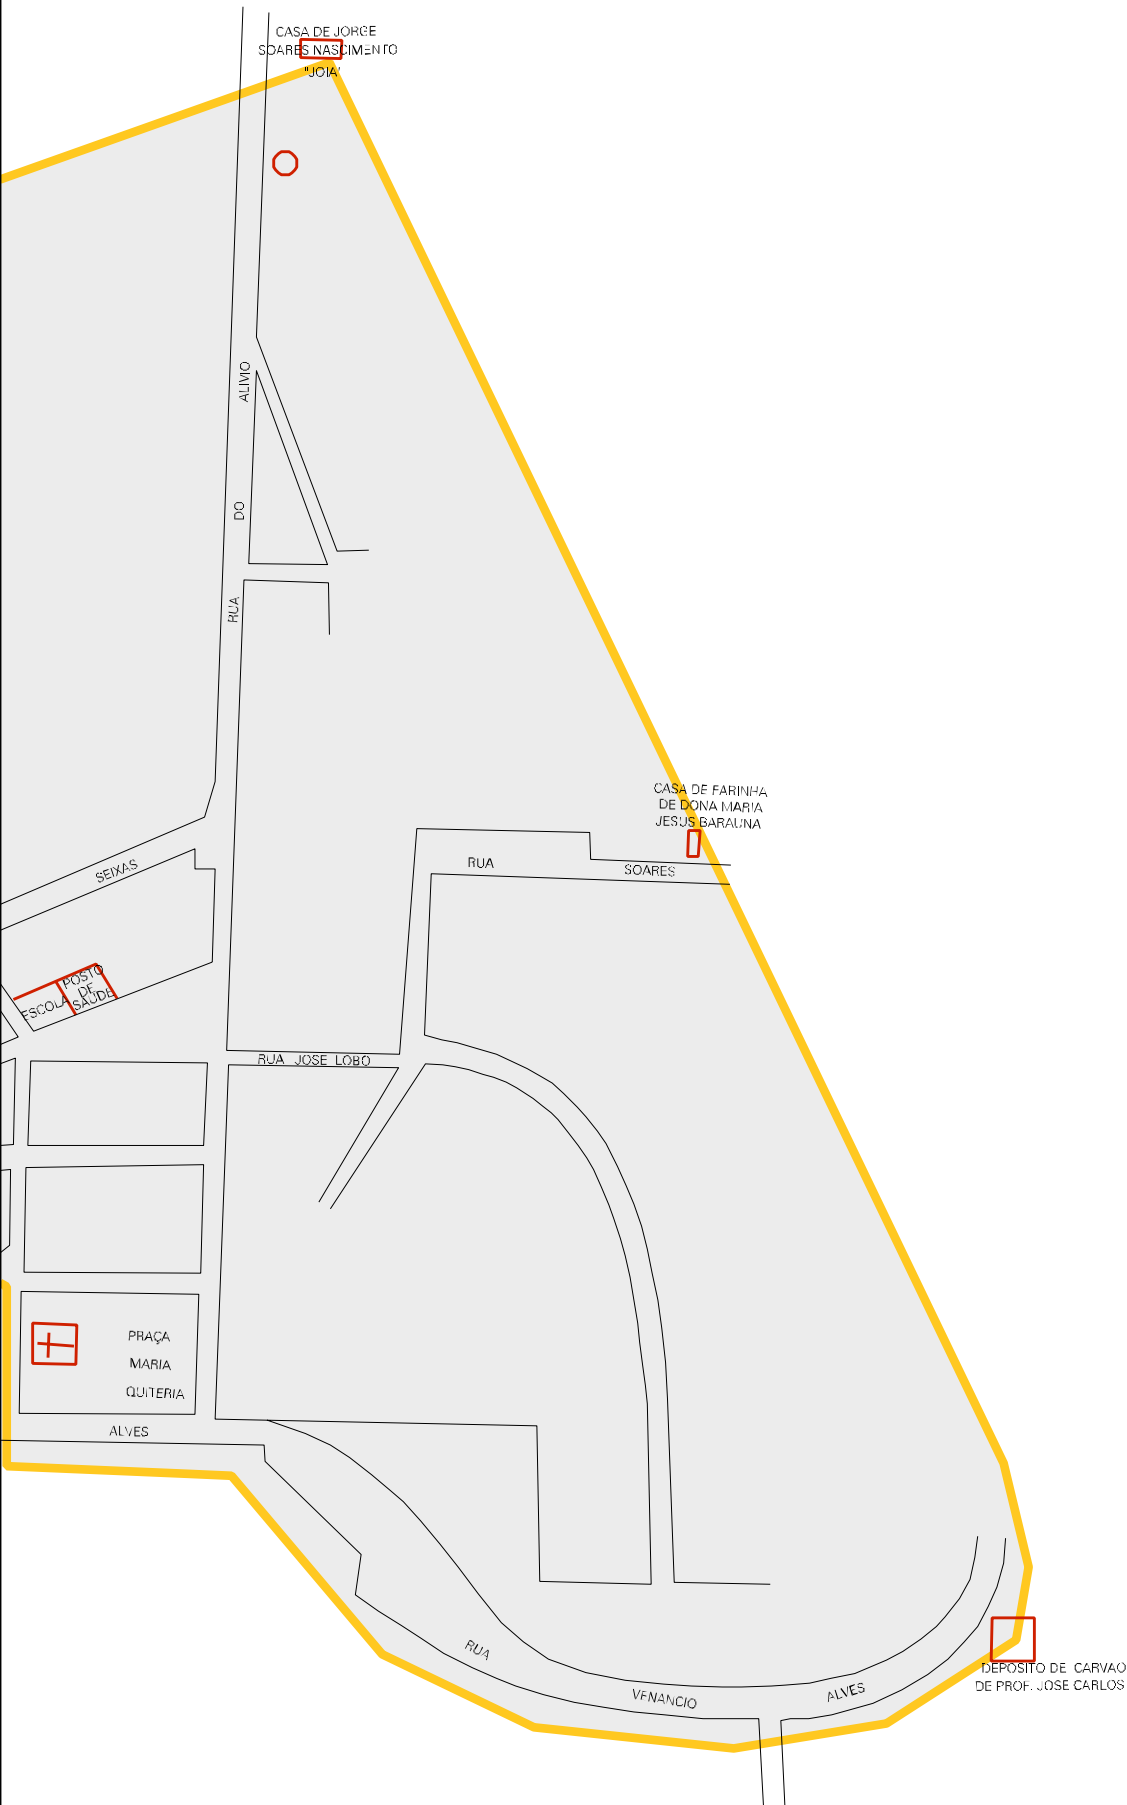 CASA DE JORGE
SOARES NASCIMENTO
"JOIA"
ALIVIO
DO
RUA
CASA DE FARINHA
DE DONA MARIA
JESUS BARAUNA
RUA
SOARES
SEIXAS
POSTO
DE
SAUDE
ESCOLA
RUA JOSE LOBO
PRAÇA
MARIA
QUITERIA
ALVES
RUA
VENANCIO
ALVES
DEPOSITO DE CARVAO
DE PROF. JOSE CARLOS